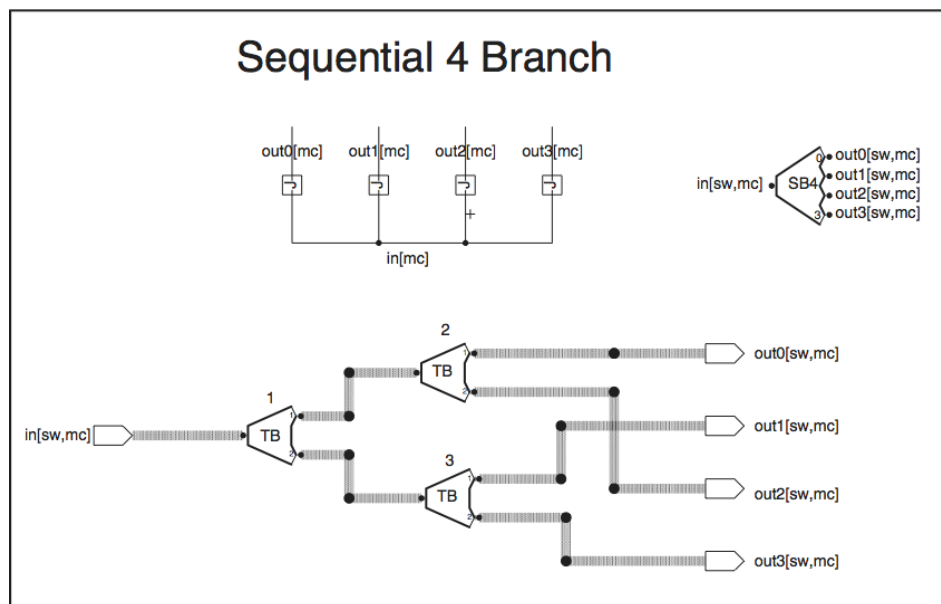 Sequential 4 Branch
out0[mc] out1[mc] out2[mc] out3[mc]
J J J J
in[mc]
in[sw,mc]
SB4
0
3
out0[sw,mc]
out1[sw,mc]
out2[sw,mc]
out3[sw,mc]
in[sw,mc]
1
TB
1
2
2
TB
1
2
3
TB
1
2
out0[sw,mc]
out1[sw,mc]
out2[sw,mc]
out3[sw,mc]